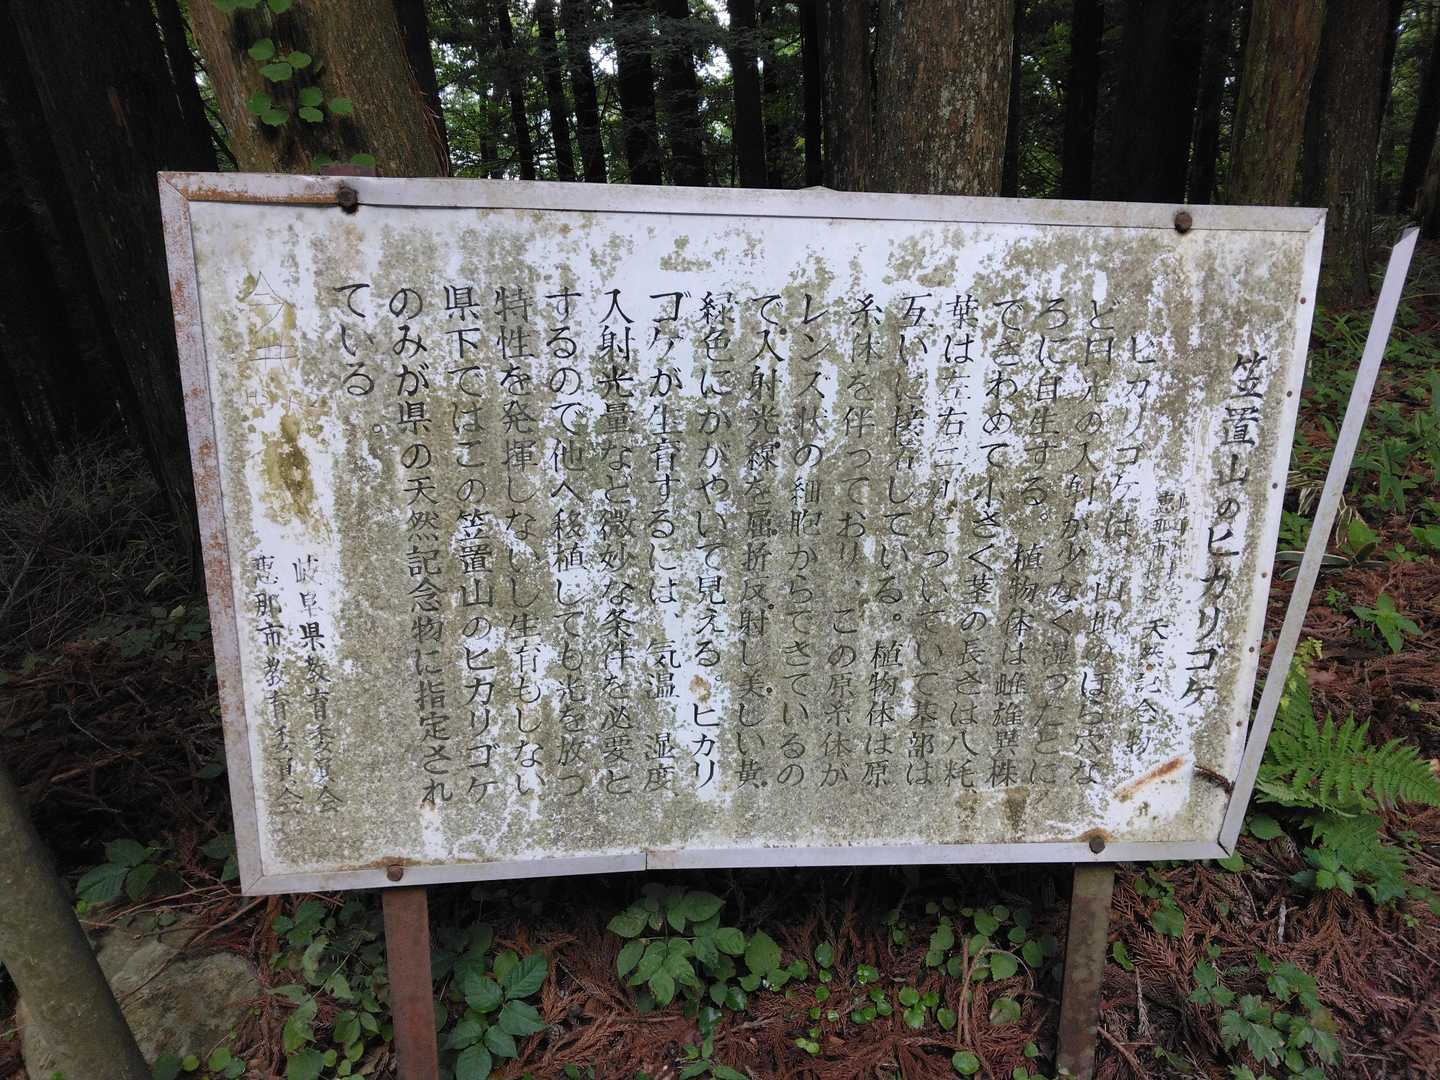 笠置山のヒカリゴケ
天然記念物
ヒカリゴケは、山地のほら穴な
ど日光の入射が少なく湿ったとこ
ろに自生する。植物体は雌雄異株
できわめて小さく茎の長さは八粍
葉は左右二列についていて基部は
互いに接着している。植物体は原
糸体を伴っており、この原糸体が
レンズ状の細胞からできているの
で入射光線を屈折反射し美しい黄
緑色にかがやいて見える。ヒカリ
ゴケが生育するには、気温、湿度、
入射光量など微妙な条件を必要と
するので他へ移植しても光を放つ
特性を発揮しないし生育もしない
県下ではこの笠置山のヒカリゴケ
のみが県の天然記念物に指定され
ている。
岐阜県教育委員会
恵那市教育委員会
今井